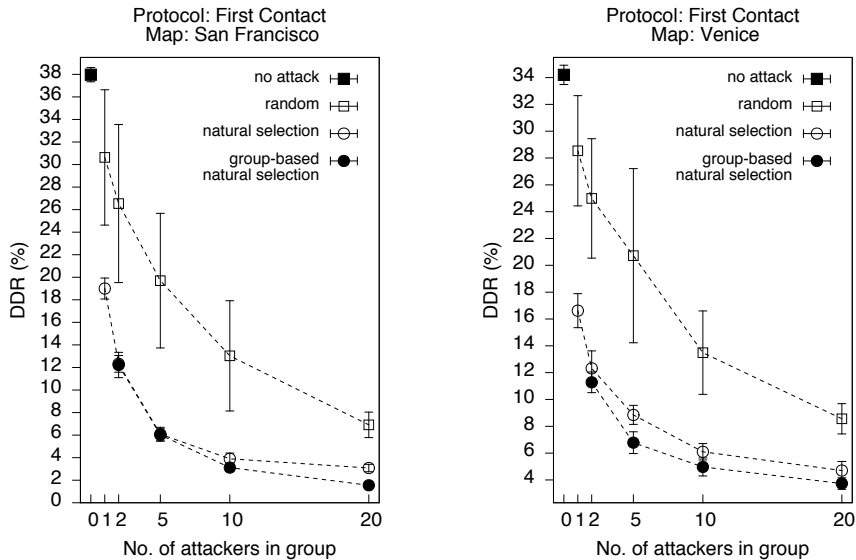 Protocol: First Contact
Map: San Francisco
no attack
random
natural selection
group-based
natural selection
38
36
34
32
30
28
26
24
22
20
18
16
14
12
10
8
6
4
2
0
DDR (%)
0 1 2 5 10 20
No. of attackers in group
Protocol: First Contact
Map: Venice
no attack
random
natural selection
group-based
natural selection
34
32
30
28
26
24
22
20
18
16
14
12
10
8
6
4
DDR (%)
0 1 2 5 10 20
No. of attackers in group